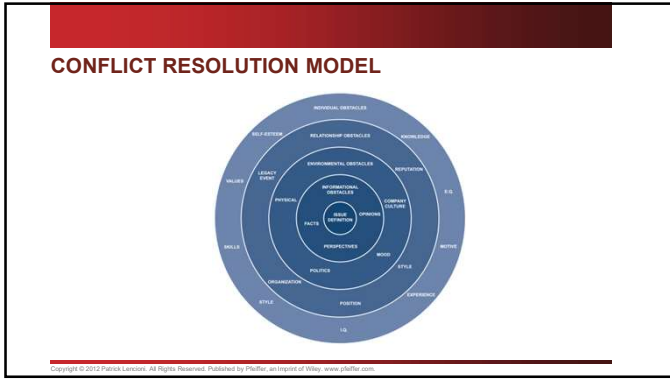 CONFLICT RESOLUTION MODEL
INDIVIDUAL OBSTACLES
SELF-ESTEEM
KNOWLEDGE
RELATIONSHIP OBSTACLES
ENVIRONMENTAL OBSTACLES
LEGACY
EVENT
REPUTATION
VALUES
E.Q.
INFORMATIONAL
OBSTACLES
PHYSICAL
COMPANY
CULTURE
ISSUE
DEFINITION
FACTS
OPINIONS
PERSPECTIVES
SKILLS
MOTIVE
MOOD
POLITICS
STYLE
ORGANIZATION
EXPERIENCE
STYLE
POSITION
I.Q.
Copyright © 2012 Patrick Lencioni. All Rights Reserved. Published by Pfeiffer, an Imprint of Wiley. www.pfeiffer.com.